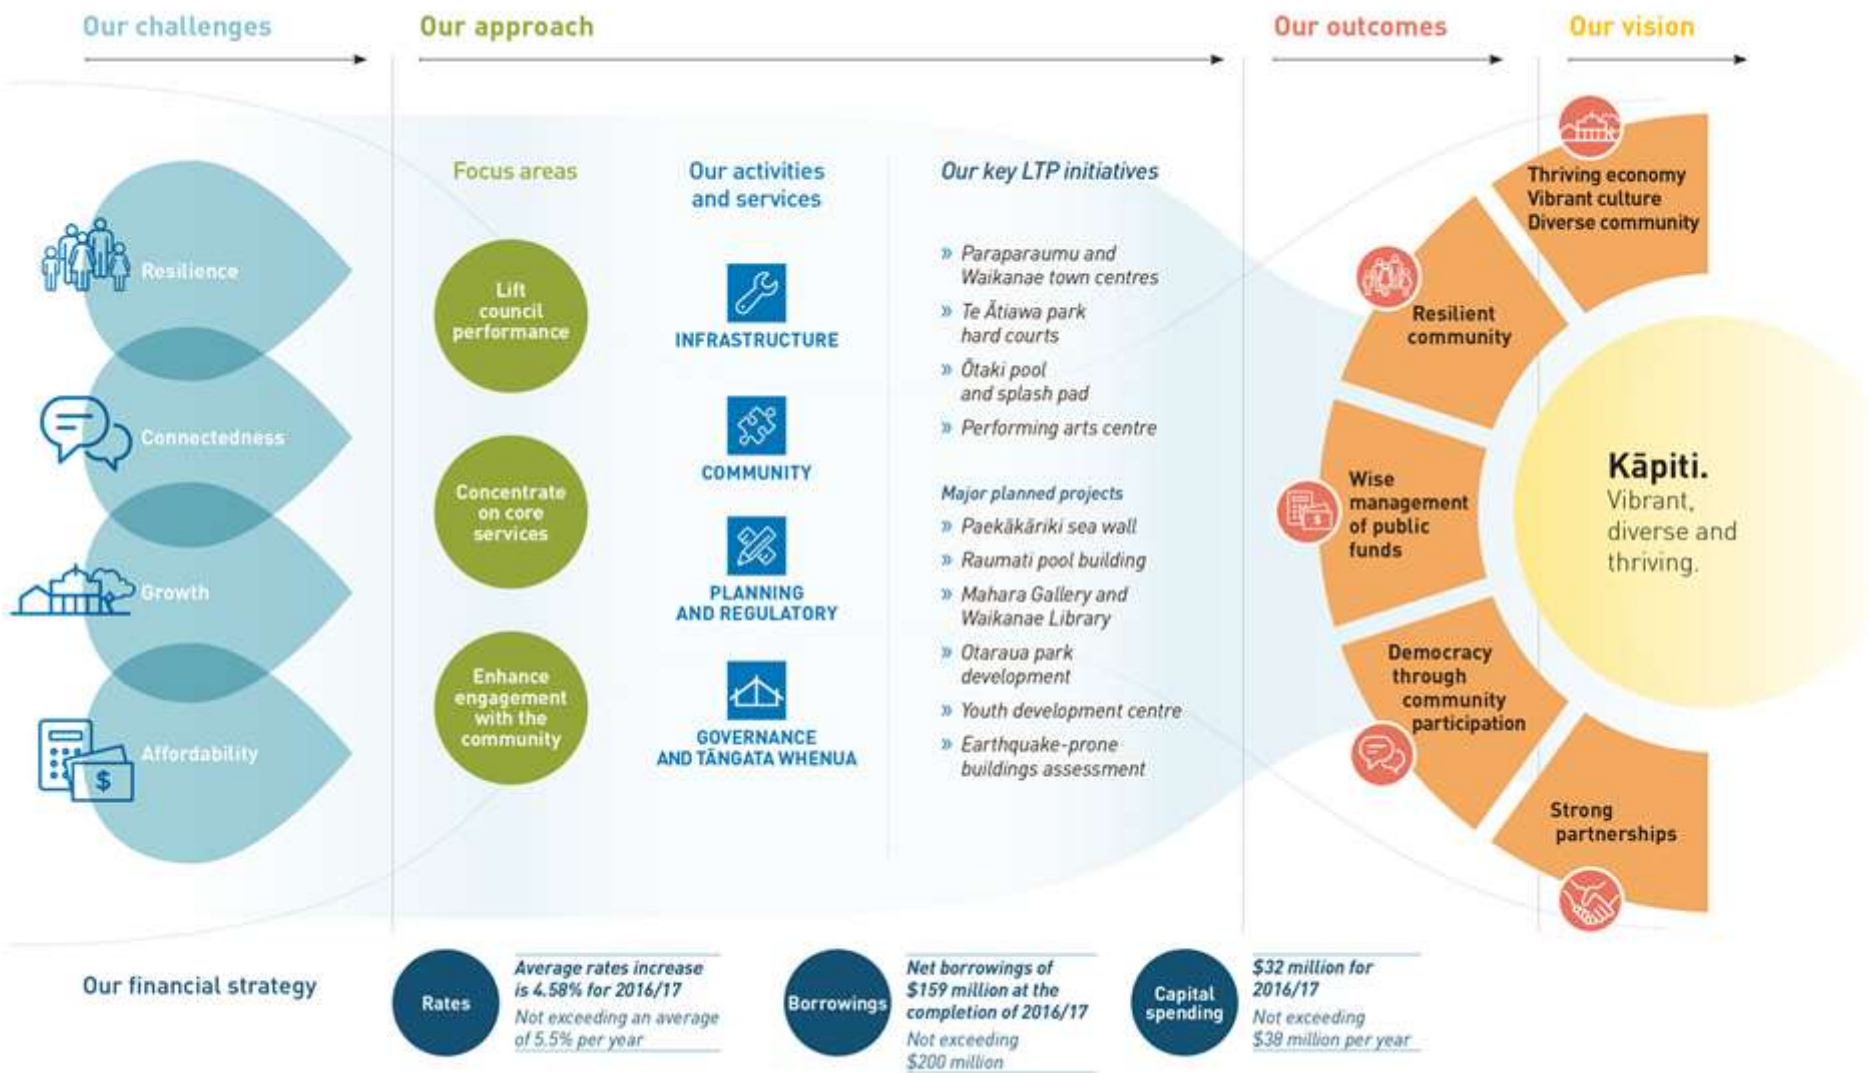 Our challenges
Our approach
Our outcomes
Our vision
Resilience
Connectedness
Growth
Affordability
$
Focus areas
Lift
council
performance
Concentrate
on core
services
Enhance
engagement
with the
community
Our activities
and services
INFRASTRUCTURE
COMMUNITY
PLANNING
AND REGULATORY
GOVERNANCE
AND TĀNGATA WHENUA
Our key LTP initiatives
» Paraparaumu and
Waikanae town centres
» Te Ātiawa park
hard courts
» Ōtaki pool
and splash pad
» Performing arts centre
Major planned projects
» Paekākāriki sea wall
» Raumati pool building
» Mahara Gallery and
Waikanae Library
» Otaraua park
development
» Youth development centre
» Earthquake-prone
buildings assessment
Thriving economy
Vibrant culture
Diverse community
Resilient
community
Wise
management
of public
funds
$
Democracy
through
community
participation
Strong
partnerships
Kāpiti.
Vibrant,
diverse and
thriving.
Our financial strategy
Rates
Average rates increase
is 4.58% for 2016/17
Not exceeding an average
of 5.5% per year
Borrowings
Net borrowings of
$159 million at the
completion of 2016/17
Not exceeding
$200 million
Capital
spending
$32 million for
2016/17
Not exceeding
$38 million per year